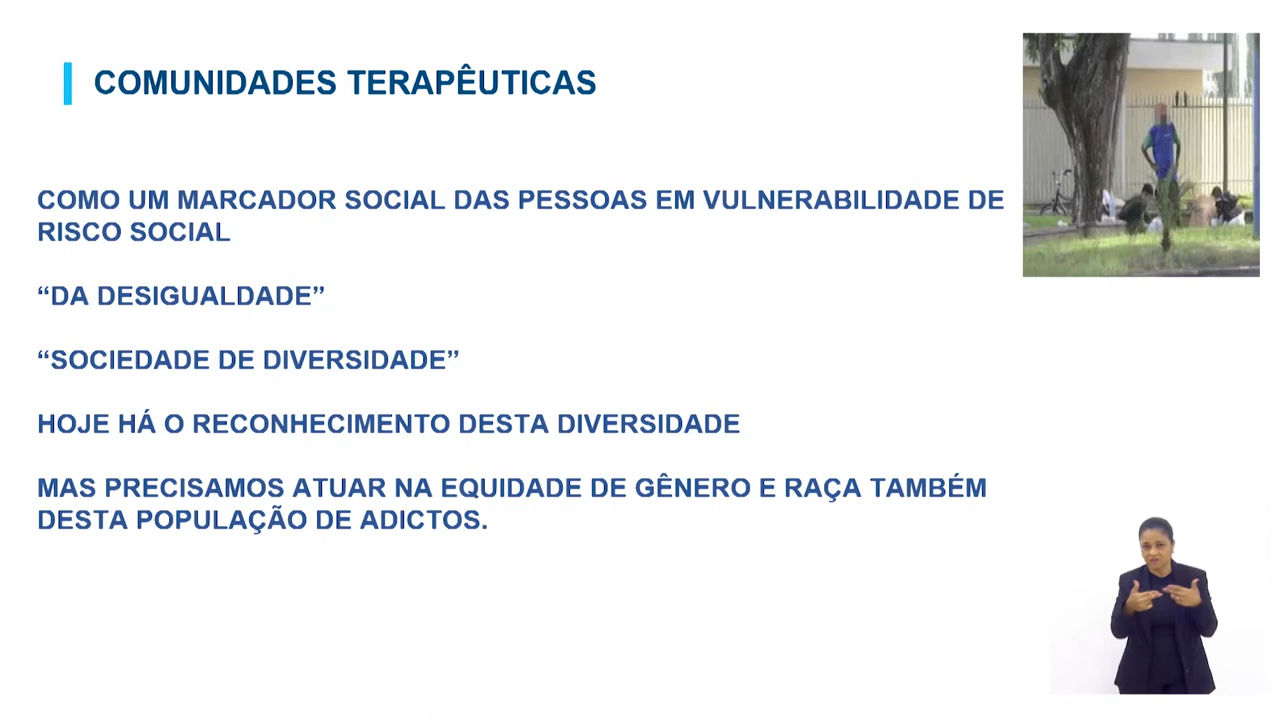 COMUNIDADES TERAPÊUTICAS
COMO UM MARCADOR SOCIAL DAS PESSOAS EM VULNERABILIDADE DE
RISCO SOCIAL
“DA DESIGUALDADE”
“SOCIEDADE DE DIVERSIDADE”
HOJE HÁ O RECONHECIMENTO DESTA DIVERSIDADE
MAS PRECISAMOS ATUAR NA EQUIDADE DE GÊNERO E RAÇA TAMBÉM
DESTA POPULAÇÃO DE ADICTOS.